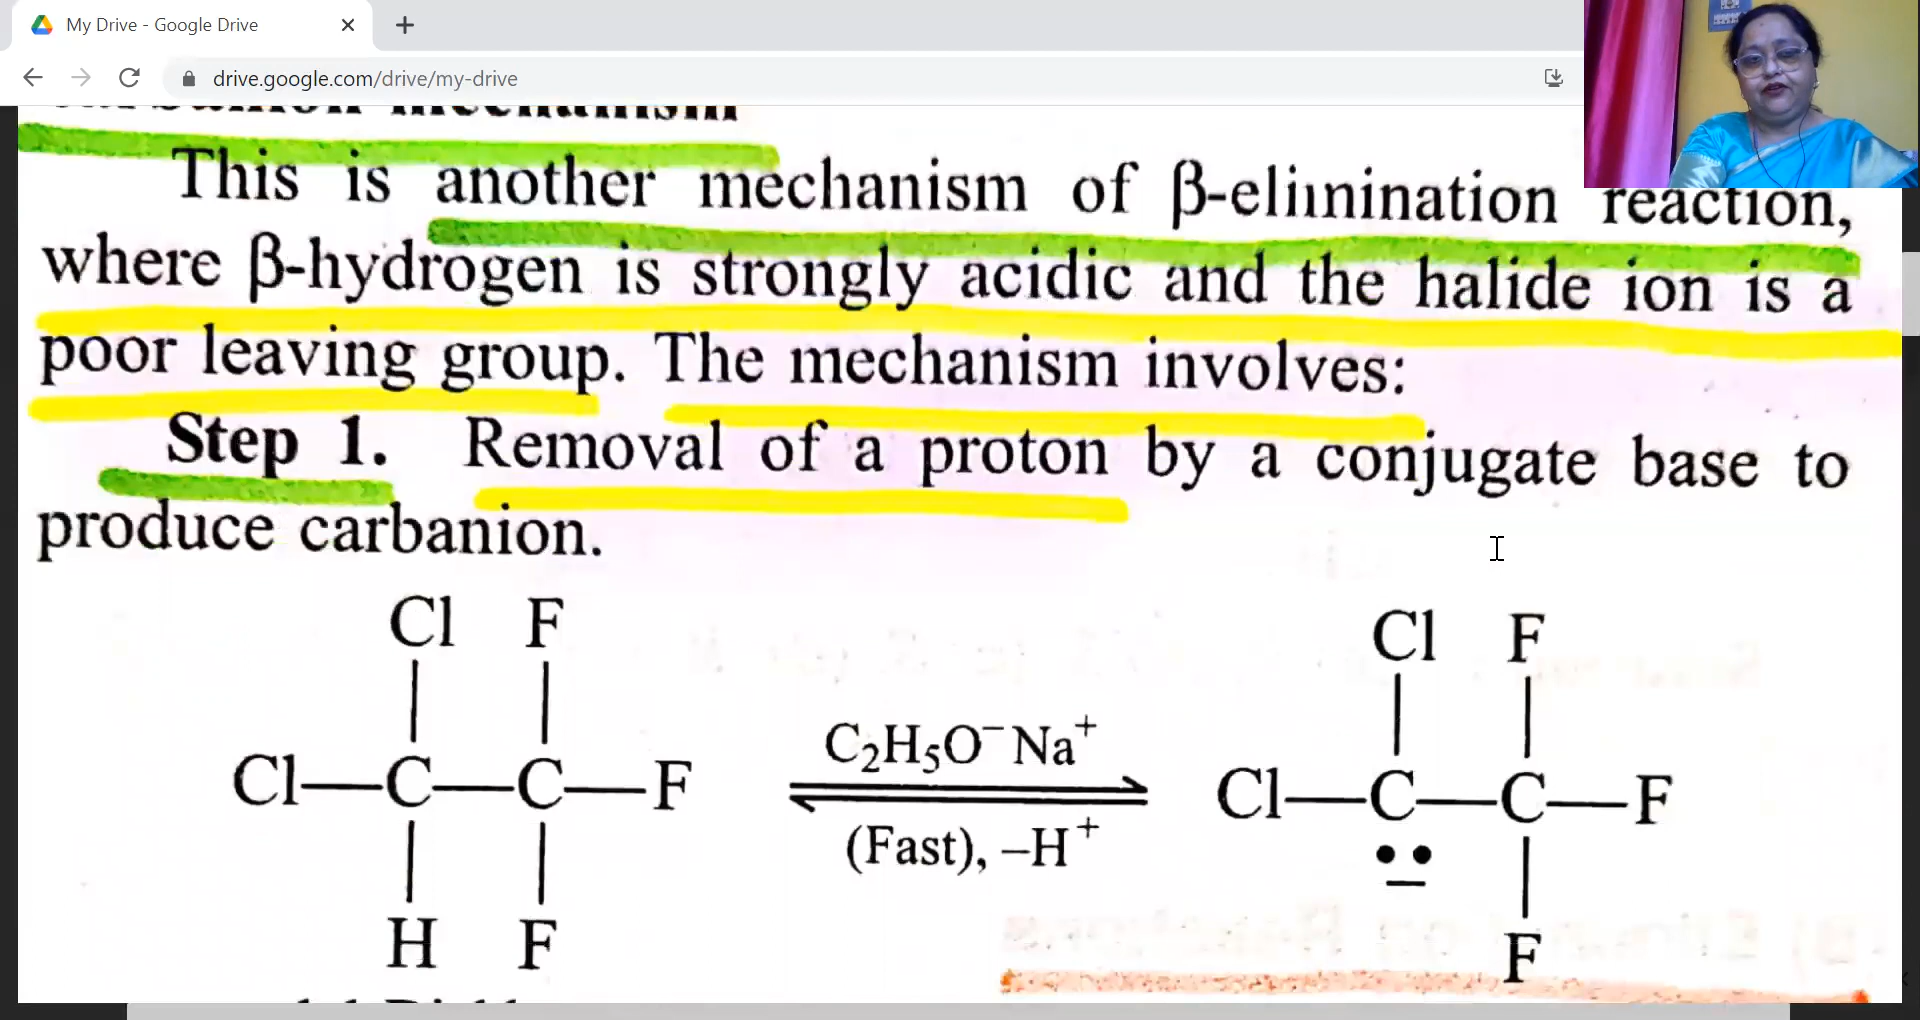 My Drive - Google Drive
drive.google.com/drive/my-drive
mechanism
This is another mechanism of β-elimination reaction,
where β-hydrogen is strongly acidic and the halide ion is a
poor leaving group. The mechanism involves:
Step 1. Removal of a proton by a conjugate base to
produce carbanion.
Cl F
Cl—C—C—F
H F
C₂H₅O⁻Na⁺
(Fast), –H⁺
Cl F
Cl—C—C—F
F